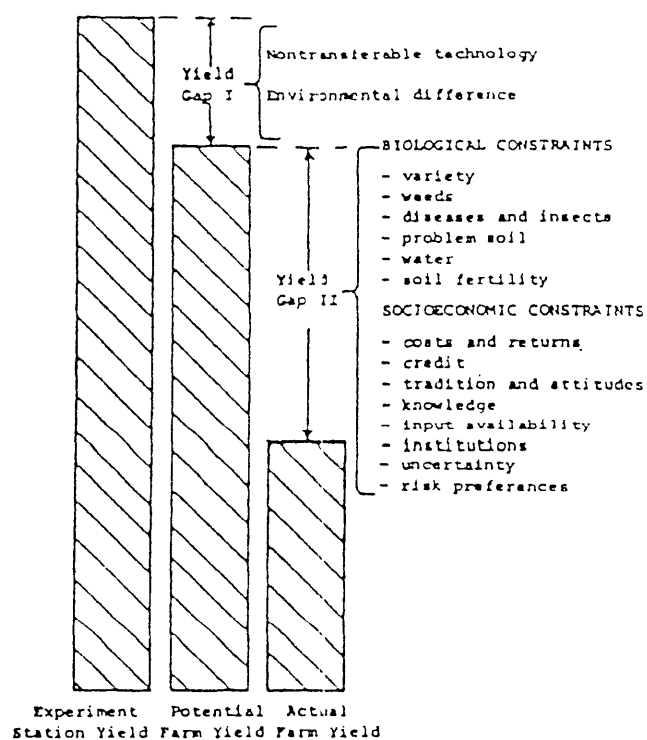 Nontransferable technology
Yield
Gap I
Environmental difference
BIOLOGICAL CONSTRAINTS
- variety
- weeds
- diseases and insects
- problem soil
- water
- soil fertility
Yield
Gap II
SOCIOECONOMIC CONSTRAINTS
- costs and returns
- credit
- tradition and attitudes
- knowledge
- input availability
- institutions
- uncertainty
- risk preferences
Experiment Potential Actual
Station Yield Farm Yield Farm Yield